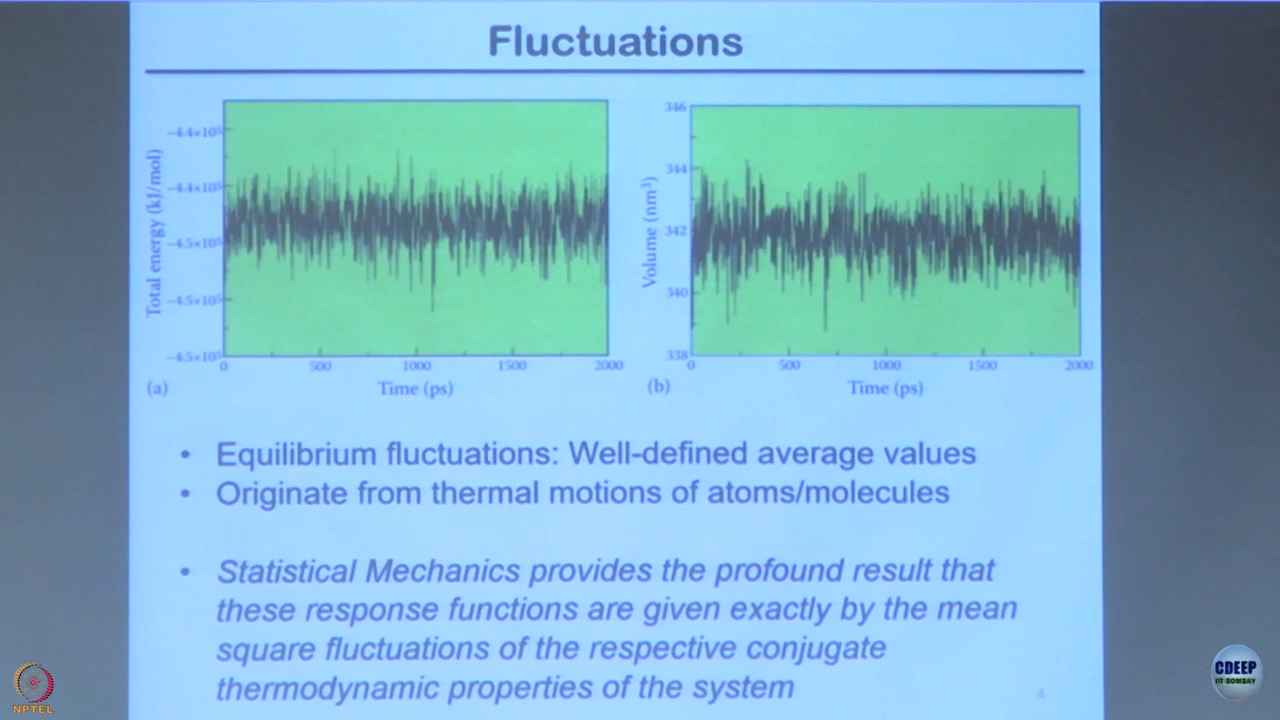 Fluctuations
−4.4×10⁵
−4.4×10⁵
−4.5×10⁵
−4.5×10⁵
−4.5×10⁵
Total energy (kJ/mol)
0 500 1000 1500 2000
(a) Time (ps)
346
344
342
340
338
Volume (nm³)
0 500 1000 1500 2000
(b) Time (ps)
• Equilibrium fluctuations: Well-defined average values
• Originate from thermal motions of atoms/molecules
• Statistical Mechanics provides the profound result that
these response functions are given exactly by the mean
square fluctuations of the respective conjugate
thermodynamic properties of the system
4
NPTEL
CDEEP
IIT BOMBAY